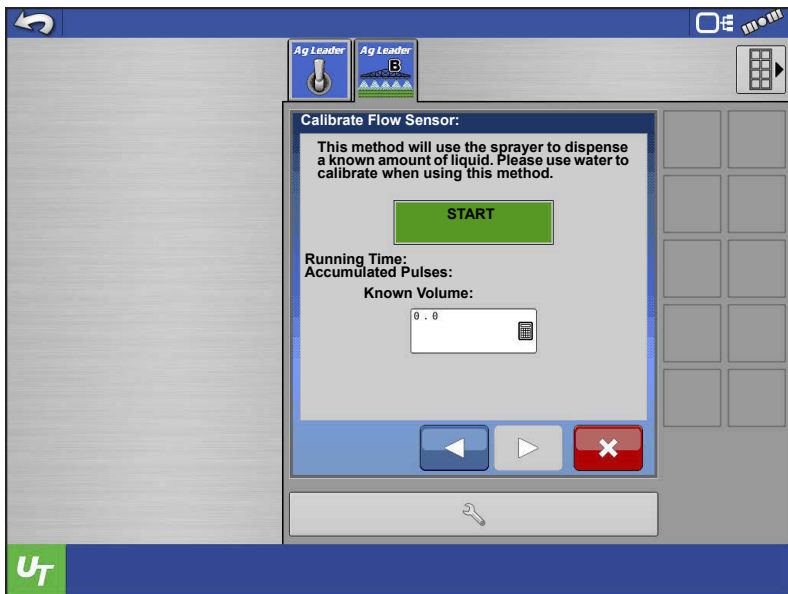 Ag Leader
Ag Leader
B
Calibrate Flow Sensor:
This method will use the sprayer to dispense
a known amount of liquid. Please use water to
calibrate when using this method.
START
Running Time:
Accumulated Pulses:
Known Volume:
0.0
UT